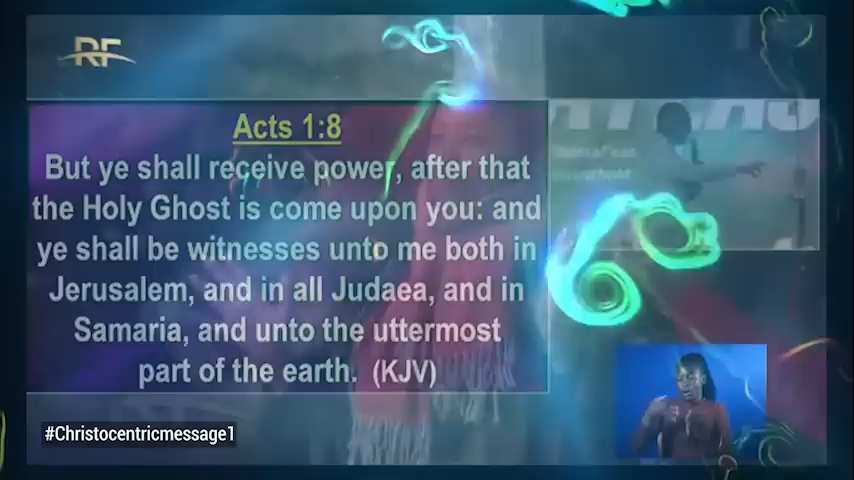 RF
Acts 1:8
But ye shall receive power, after that
the Holy Ghost is come upon you: and
ye shall be witnesses unto me both in
Jerusalem, and in all Judaea, and in
Samaria, and unto the uttermost
part of the earth. (KJV)
#Christocentricmessage1